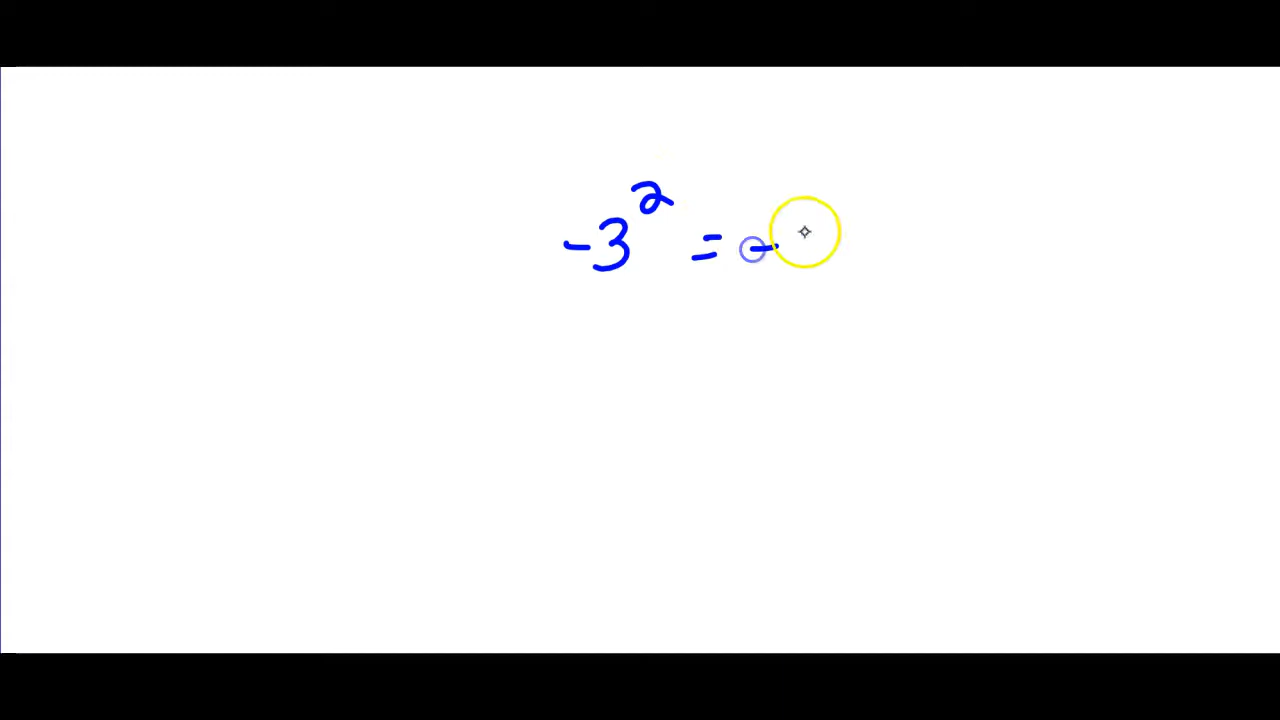 -3² = -